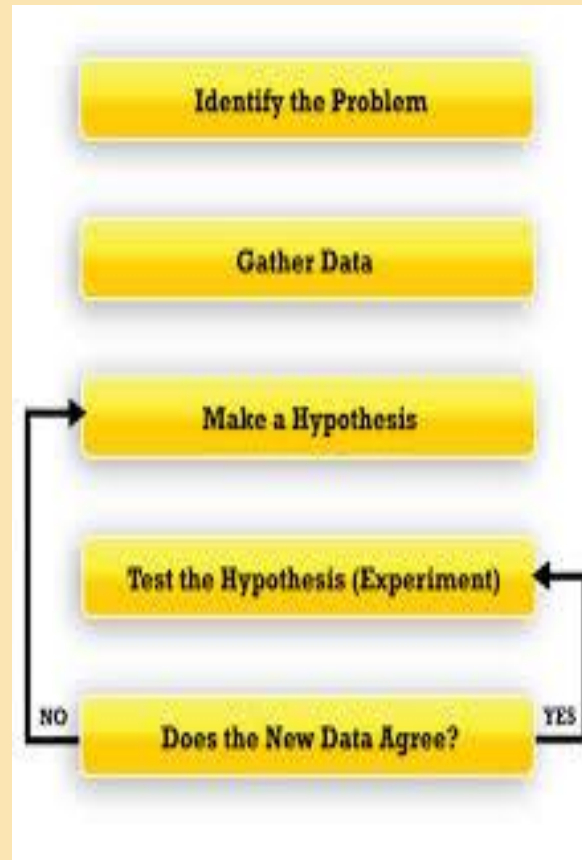 Identify the Problem
Gather Data
Make a Hypothesis
Test the Hypothesis (Experiment)
NO
Does the New Data Agree?
YES